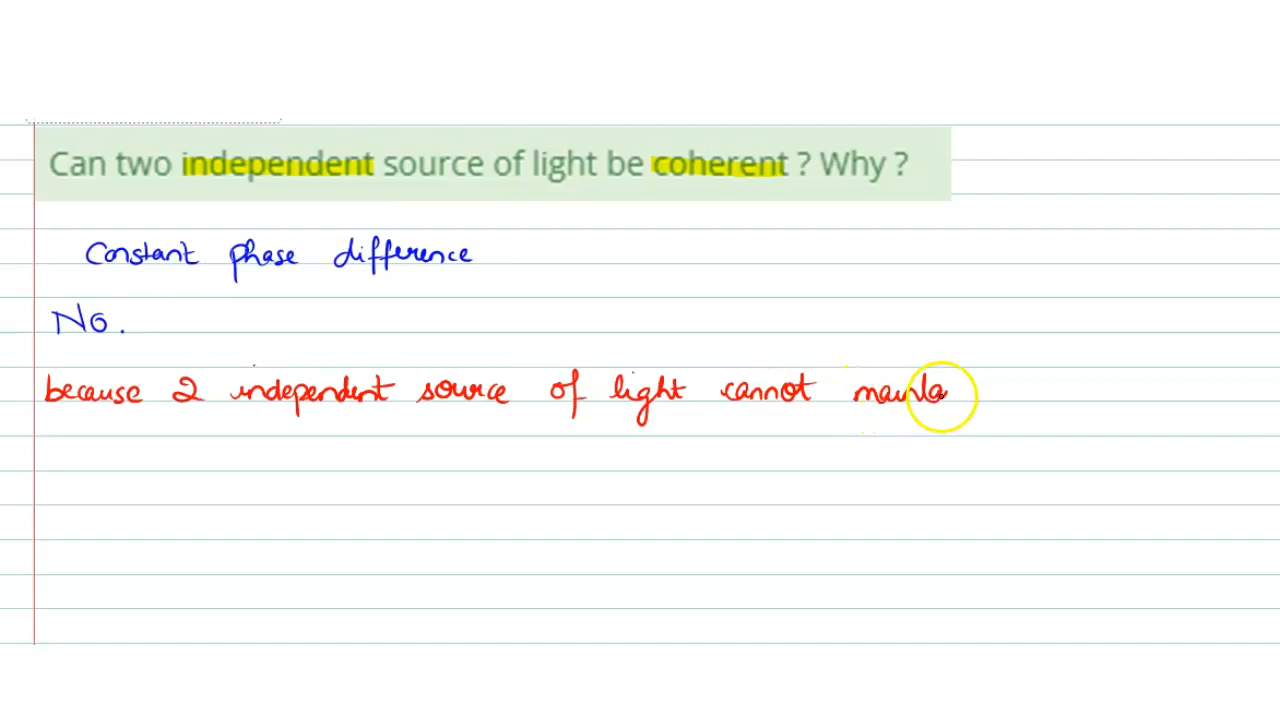 Can two independent source of light be coherent ? Why ?
Constant phase difference
No.
because 2 independent source of light cannot mainta